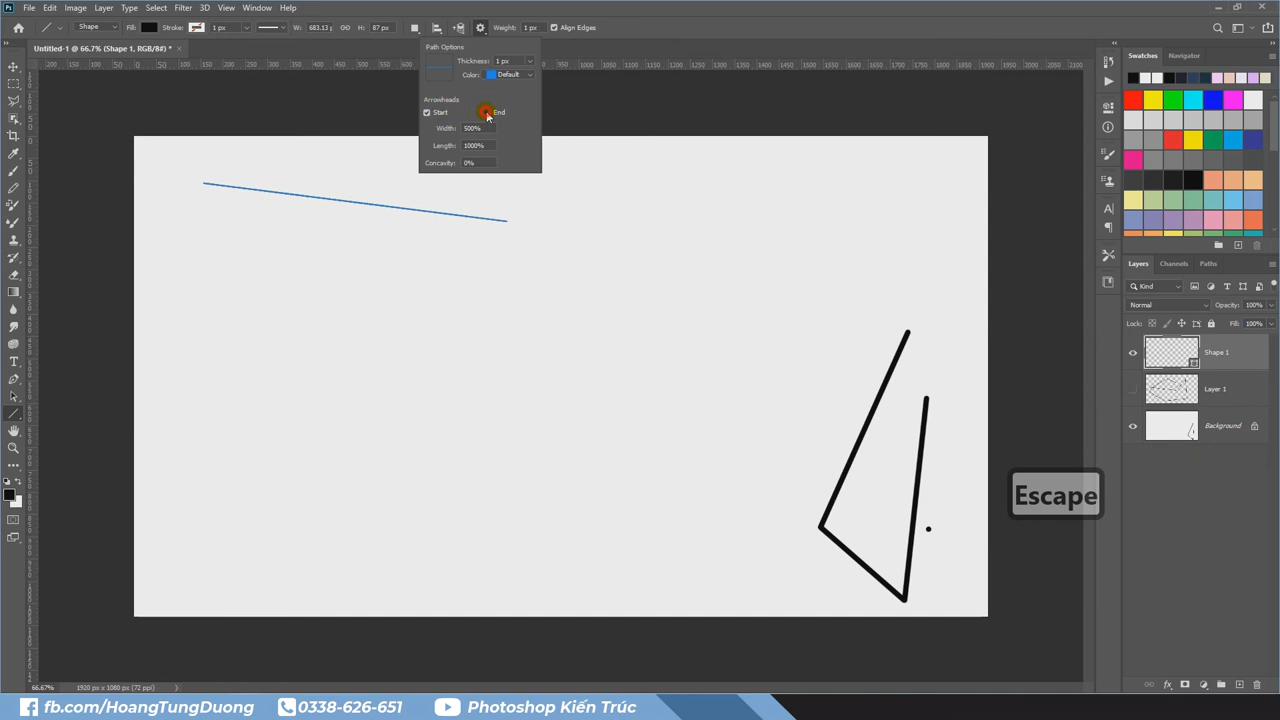 Ps File Edit Image Layer Type Select Filter 3D View Window Help
Shape Fill: Stroke: 1 px W: 683.13 H: 87 px Weight: 1 px Align Edges
Untitled-1 @ 66.7% (Shape 1, RGB/8#) *
Path Options
Thickness: 1 px
Color: Default
Arrowheads
Start End
Width: 500%
Length: 1000%
Concavity: 0%
Swatches Navigator
Layers Channels Paths
Kind
Normal Opacity: 100%
Lock: Fill: 100%
Shape 1
Layer 1
Background
Escape
66.67% 1920 px x 1080 px (72 ppi)
fb.com/HoangTungDuong 0338-626-651 Photoshop Kiến Trúc